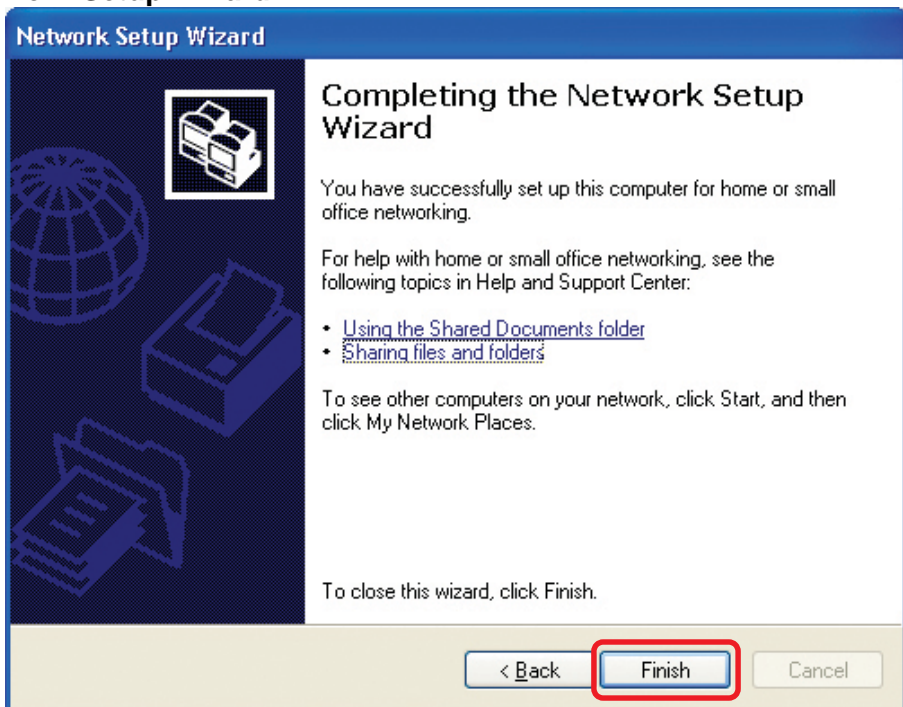 Network Setup Wizard
Completing the Network Setup
Wizard
You have successfully set up this computer for home or small
office networking.
For help with home or small office networking, see the
following topics in Help and Support Center:
• Using the Shared Documents folder
• Sharing files and folders
To see other computers on your network, click Start, and then
click My Network Places.
To close this wizard, click Finish.
< Back
Finish
Cancel